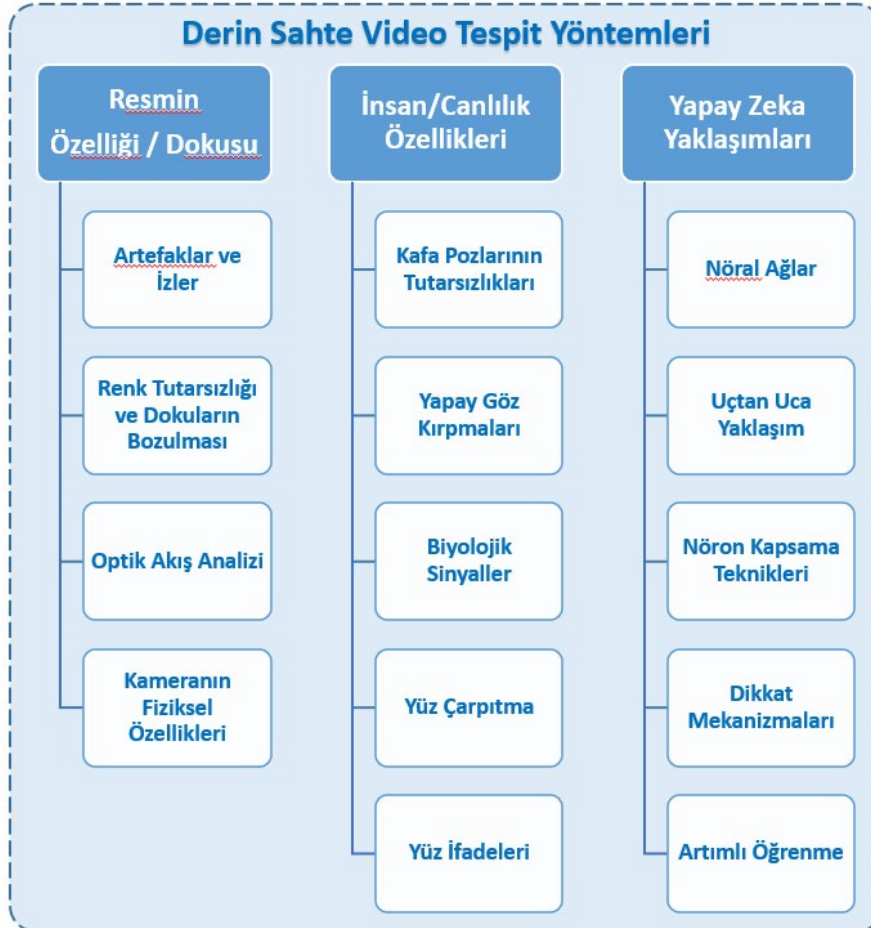 Derin Sahte Video Tespit Yöntemleri
Resmin
Özelliği / Dokusu
Artefaklar ve
İzler
Renk Tutarsızlığı
ve Dokuların
Bozulması
Optik Akış Analizi
Kameranın
Fiziksel
Özellikleri
İnsan/Canlılık
Özellikleri
Kafa Pozlarının
Tutarsızlıkları
Yapay Göz
Kırpmaları
Biyolojik
Sinyaller
Yüz Çarpıtma
Yüz İfadeleri
Yapay Zeka
Yaklaşımları
Nöral Ağlar
Uçtan Uca
Yaklaşım
Nöron Kapsama
Teknikleri
Dikkat
Mekanizmaları
Artımlı Öğrenme